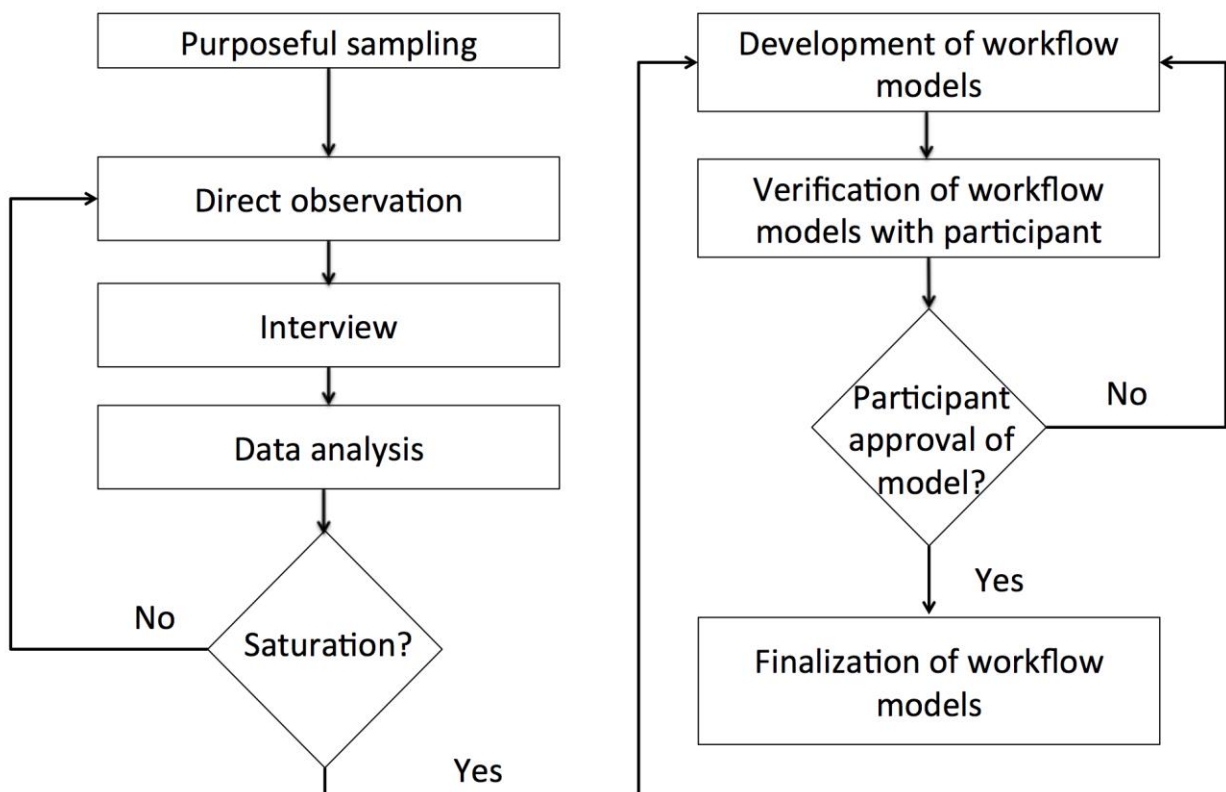 Purposeful sampling
Direct observation
Interview
Data analysis
Saturation?
No
Yes
Development of workflow
models
Verification of workflow
models with participant
Participant
approval of
model?
No
Yes
Finalization of workflow
models